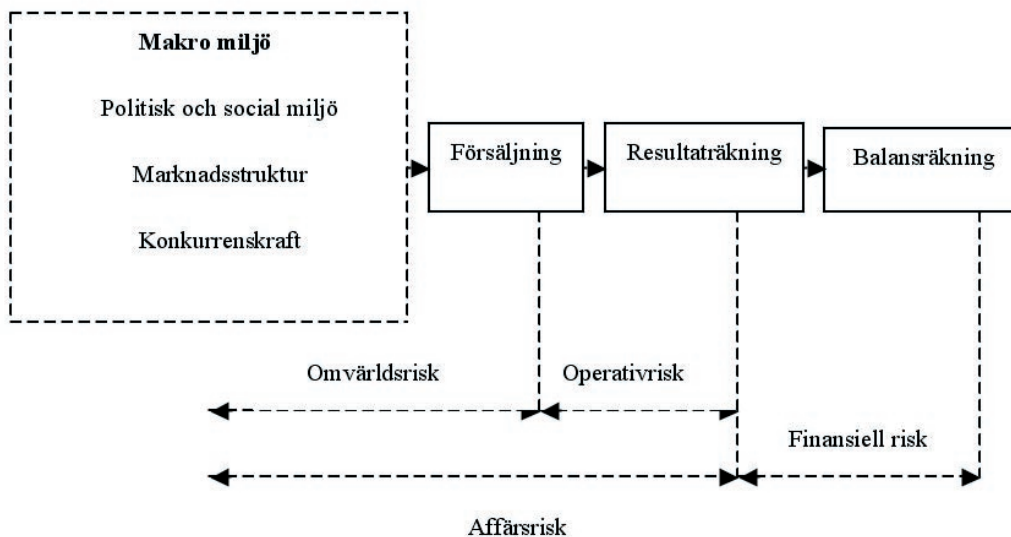 Makro miljö
Politisk och social miljö
Marknadsstruktur
Konkurrenskraft
Försäljning
Resultaträkning
Balansräkning
Omvärldsrisk
Operativrisk
Finansiell risk
Affärsrisk